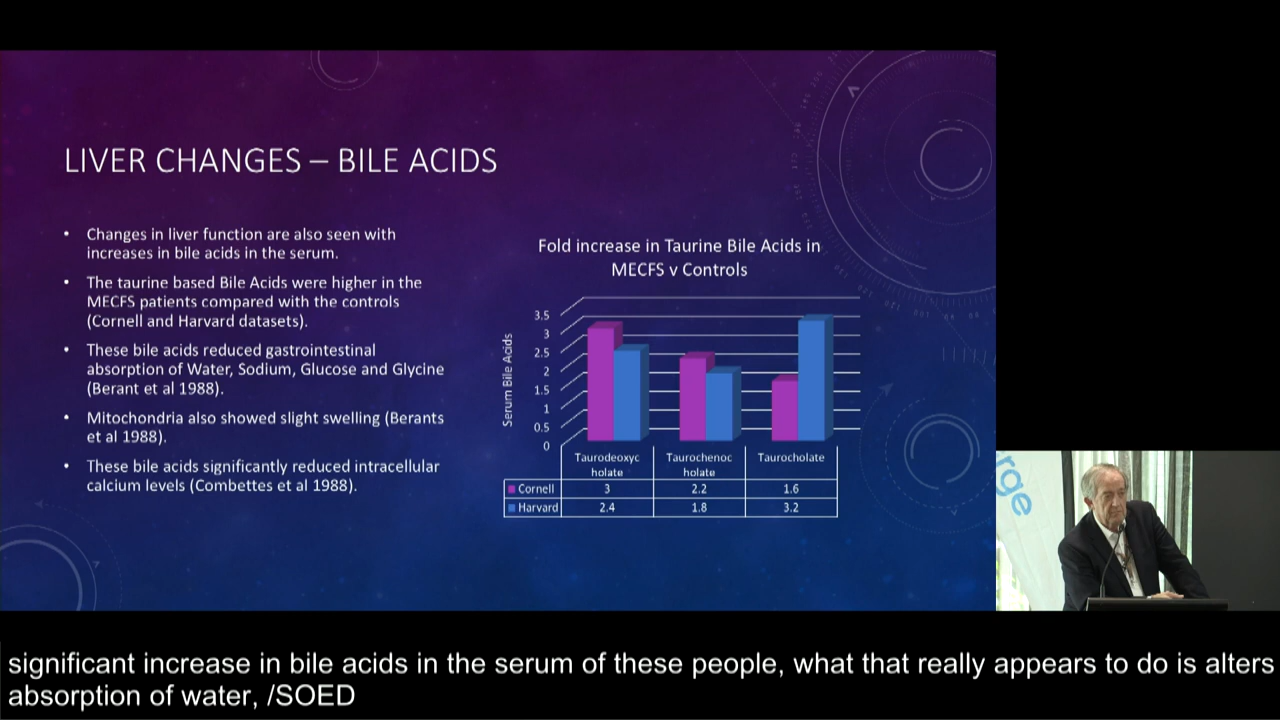 LIVER CHANGES – BILE ACIDS
• Changes in liver function are also seen with
increases in bile acids in the serum.
• The taurine based Bile Acids were higher in the
MECFS patients compared with the controls
(Cornell and Harvard datasets).
• These bile acids reduced gastrointestinal
absorption of Water, Sodium, Glucose and Glycine
(Berant et al 1988).
• Mitochondria also showed slight swelling (Berants
et al 1988).
• These bile acids significantly reduced intracellular
calcium levels (Combettes et al 1988).
Fold increase in Taurine Bile Acids in
MECFS v Controls
Serum Bile Acids
3.5
3
2.5
2
1.5
1
0.5
0
Taurodeoxyc
holate
Taurochenoc
holate
Taurocholate
Cornell 3 2.2 1.6
Harvard 2.4 1.8 3.2
rge
significant increase in bile acids in the serum of these people, what that really appears to do is alters
absorption of water, /SOED